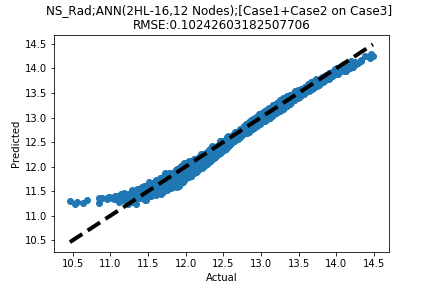 NS_Rad;ANN(2HL-16,12 Nodes);[Case1+Case2 on Case3]
RMSE:0.10242603182507706
14.5
14.0
13.5
13.0
12.5
12.0
11.5
11.0
10.5
Predicted
10.5 11.0 11.5 12.0 12.5 13.0 13.5 14.0 14.5
Actual